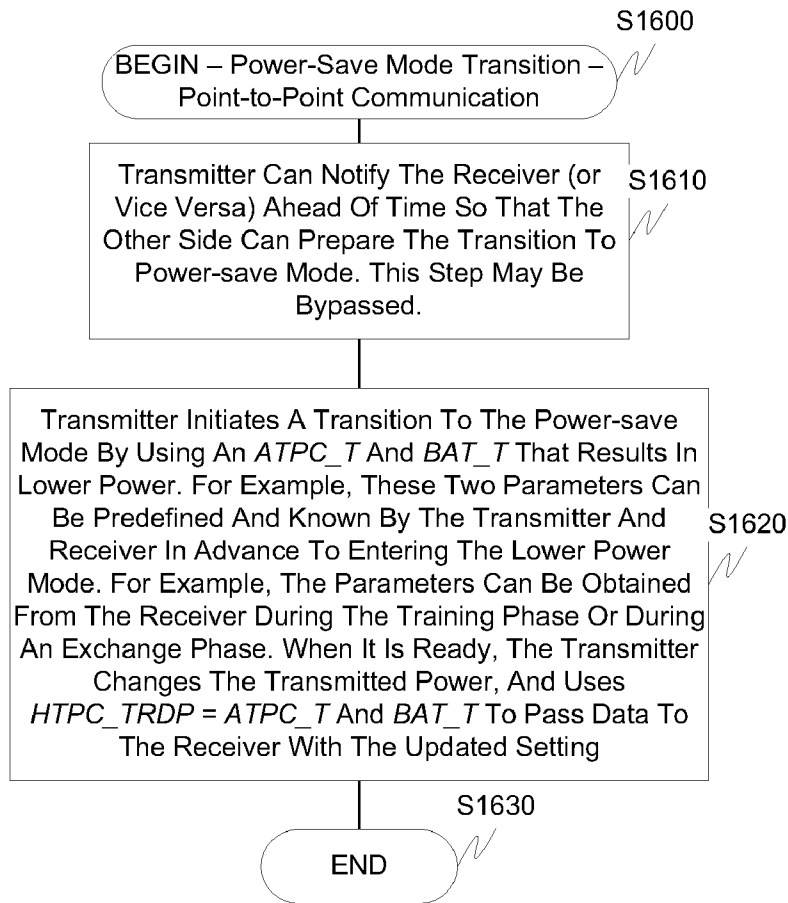 S1600
BEGIN – Power-Save Mode Transition –
Point-to-Point Communication
S1610
Transmitter Can Notify The Receiver (or
Vice Versa) Ahead Of Time So That The
Other Side Can Prepare The Transition To
Power-save Mode. This Step May Be
Bypassed.
Transmitter Initiates A Transition To The Power-save
Mode By Using An ATPC_T And BAT_T That Results In
Lower Power. For Example, These Two Parameters Can
Be Predefined And Known By The Transmitter And
Receiver In Advance To Entering The Lower Power
Mode. For Example, The Parameters Can Be Obtained
From The Receiver During The Training Phase Or During
An Exchange Phase. When It Is Ready, The Transmitter
Changes The Transmitted Power, And Uses
HTPC_TRDP = ATPC_T And BAT_T To Pass Data To
The Receiver With The Updated Setting
S1620
S1630
END